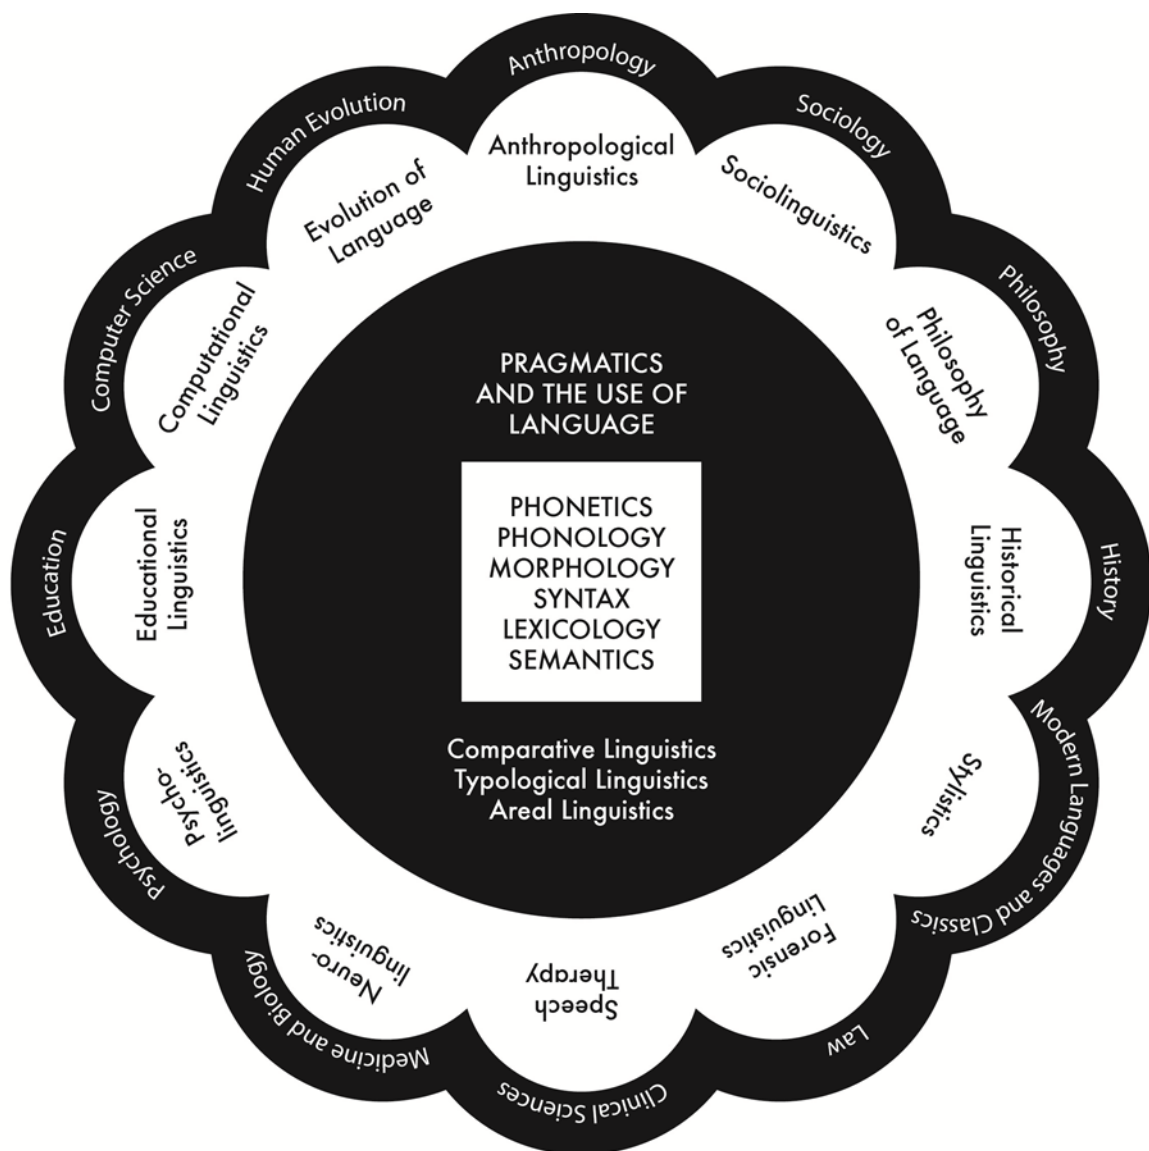 Anthropology
Anthropological
Linguistics
Sociology
Sociolinguistics
Philosophy
Philosophy
of Language
History
Historical
Linguistics
Modern Languages and Classics
Stylistics
Law
Forensic
Linguistics
Clinical Sciences
Speech
Therapy
Medicine and Biology
Neuro-
linguistics
Psychology
Psycho-
linguistics
Education
Educational
Linguistics
Computer Science
Computational
Linguistics
Human Evolution
Evolution of
Language
PRAGMATICS
AND THE USE OF
LANGUAGE
PHONETICS
PHONOLOGY
MORPHOLOGY
SYNTAX
LEXICOLOGY
SEMANTICS
Comparative Linguistics
Typological Linguistics
Areal Linguistics